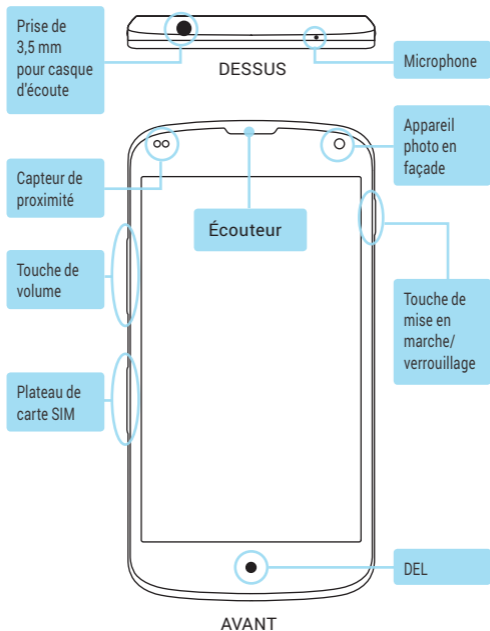 Prise de
3,5 mm
pour casque
d'écoute
DESSUS
Microphone
Appareil
photo en
façade
Capteur de
proximité
Écouteur
Touche de
volume
Touche de
mise en
marche/
verrouillage
Plateau de
carte SIM
DEL
AVANT